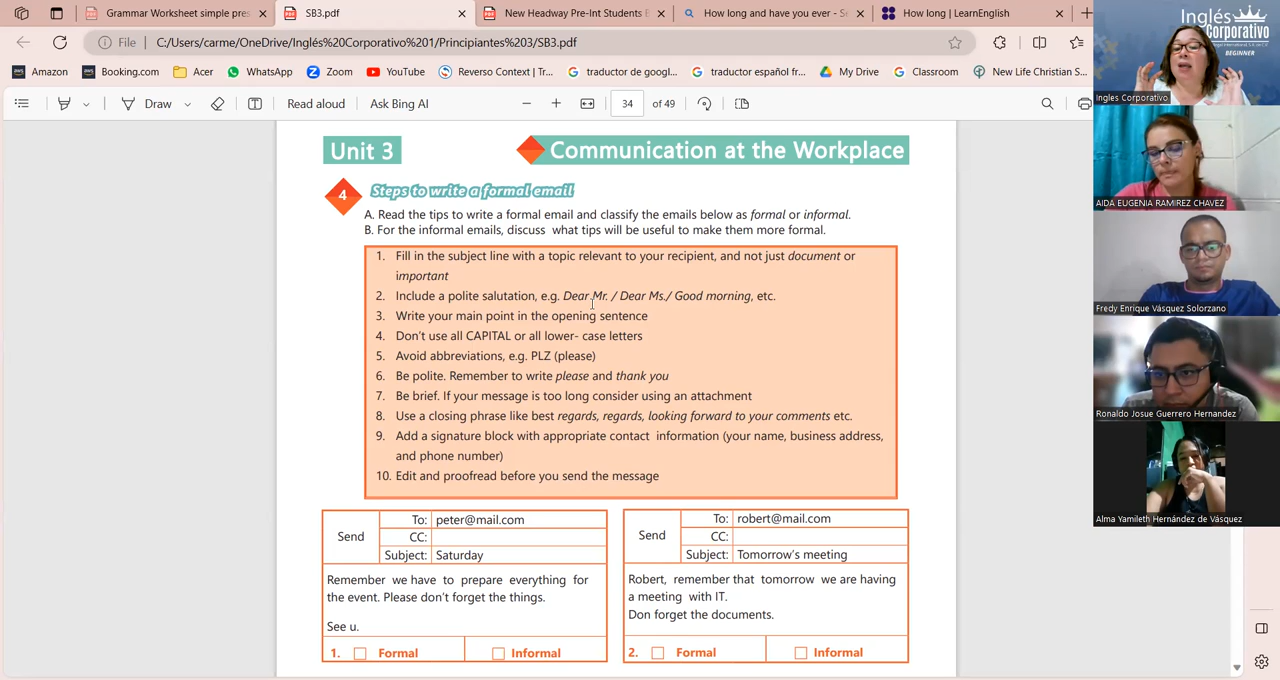 Grammar Worksheet simple pres
SB3.pdf
New Headway Pre-Int Students B
How long and have you ever - Se
How long | LearnEnglish
File
C:/Users/carme/OneDrive/Inglés%20Corporativo%201/Principiantes%203/SB3.pdf
Amazon
Booking.com
Acer
WhatsApp
Zoom
YouTube
Reverso Context | Tr...
traductor de googl...
traductor español fr...
My Drive
Classroom
New Life Christian S...
Draw
Read aloud
Ask Bing AI
34 of 49
Unit 3
Communication at the Workplace
4
Steps to write a formal email
A. Read the tips to write a formal email and classify the emails below as formal or informal.
B. For the informal emails, discuss what tips will be useful to make them more formal.
1. Fill in the subject line with a topic relevant to your recipient, and not just document or
important
2. Include a polite salutation, e.g. Dear Mr. / Dear Ms./ Good morning, etc.
3. Write your main point in the opening sentence
4. Don't use all CAPITAL or all lower- case letters
5. Avoid abbreviations, e.g. PLZ (please)
6. Be polite. Remember to write please and thank you
7. Be brief. If your message is too long consider using an attachment
8. Use a closing phrase like best regards, regards, looking forward to your comments etc.
9. Add a signature block with appropriate contact information (your name, business address,
and phone number)
10. Edit and proofread before you send the message
Send
To: peter@mail.com
CC:
Subject: Saturday
Remember we have to prepare everything for
the event. Please don't forget the things.
See u.
1. Formal
Informal
Send
To: robert@mail.com
CC:
Subject: Tomorrow's meeting
Robert, remember that tomorrow we are having
a meeting with IT.
Don forget the documents.
2. Formal
Informal
Inglés
Corporativo
BEGINNER
Ingles Corporativo
AIDA EUGENIA RAMIREZ CHAVEZ
Fredy Enrique Vásquez Solorzano
Ronaldo Josue Guerrero Hernandez
Alma Yamileth Hernández de Vásquez